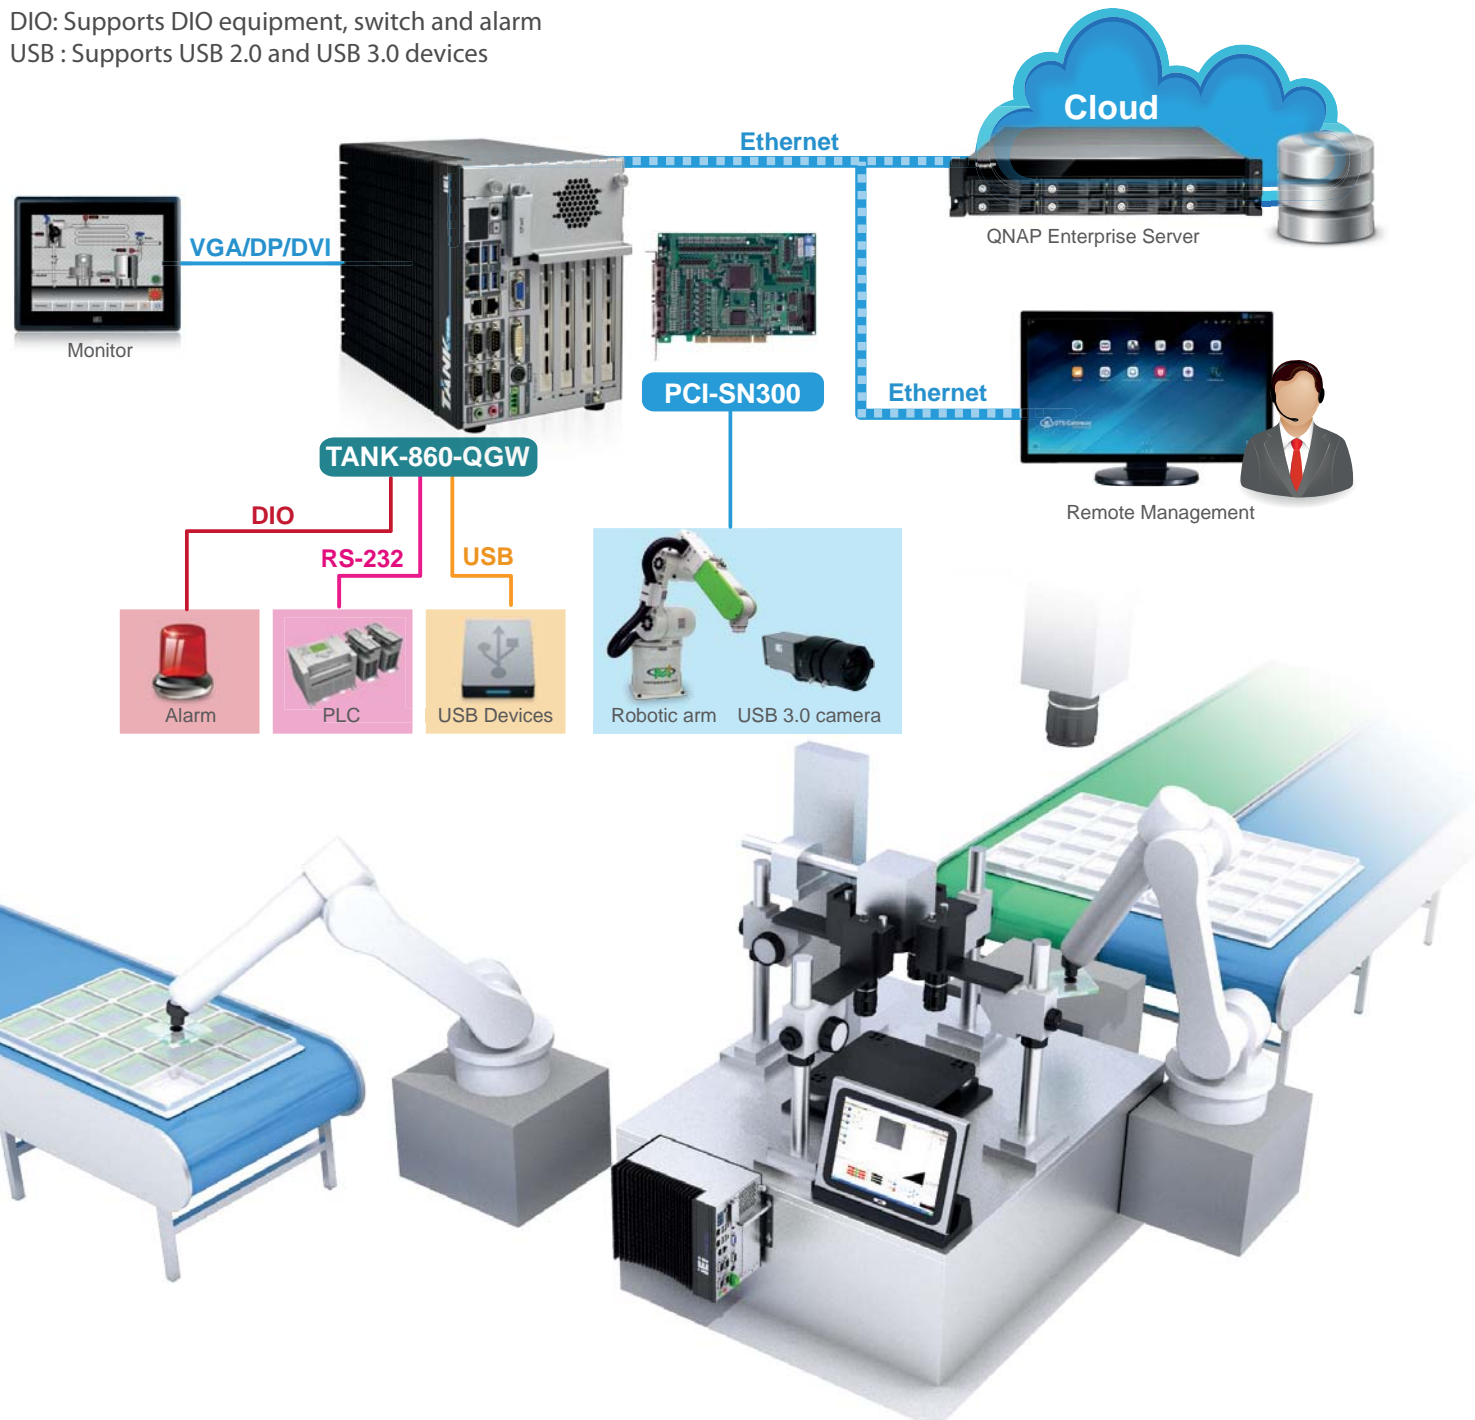 DIO: Supports DIO equipment, switch and alarm
USB : Supports USB 2.0 and USB 3.0 devices
Cloud
Ethernet
QNAP Enterprise Server
VGA/DP/DVI
Monitor
TANK
PCI-SN300
Ethernet
Remote Management
TANK-860-QGW
DIO
RS-232
USB
Alarm
PLC
USB Devices
Robotic arm
USB 3.0 camera